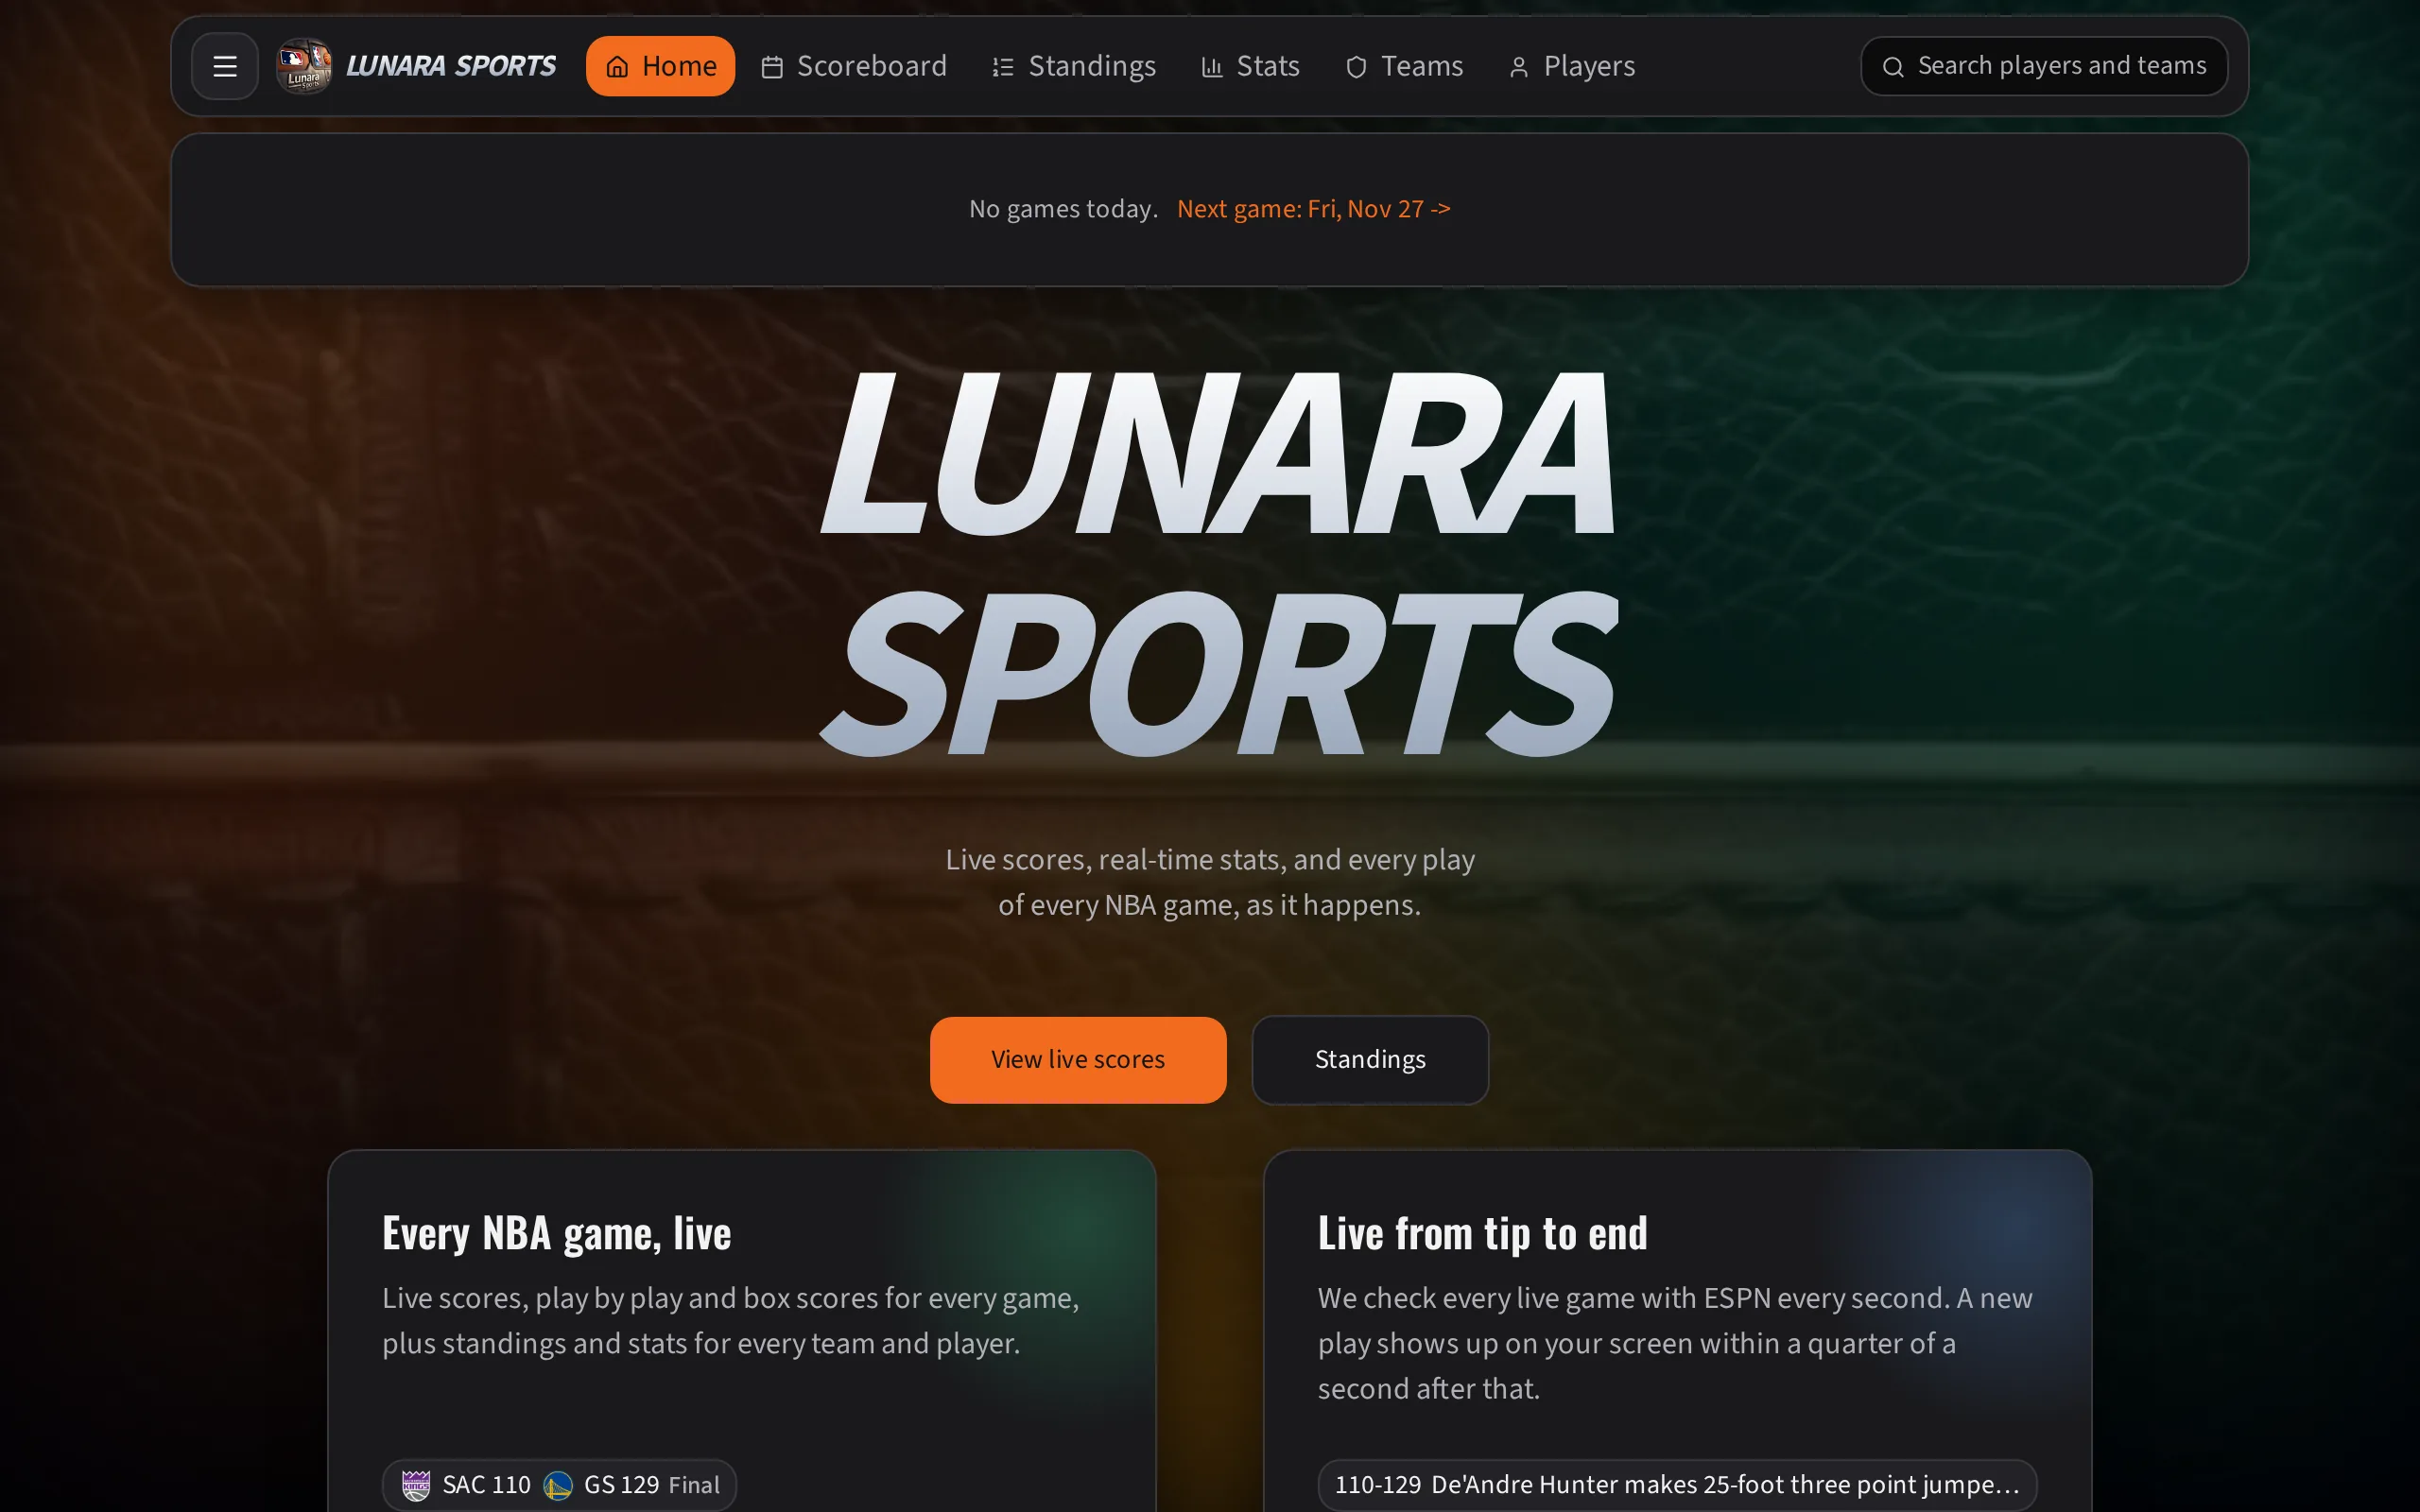 Lunara
Sports
LUNARA SPORTS
Home
Scoreboard
Standings
Stats
Teams
Players
Search players and teams
No games today. Next game: Fri, Nov 27 ->
LUNARA
SPORTS
Live scores, real-time stats, and every play
of every NBA game, as it happens.
View live scores
Standings
Every NBA game, live
Live scores, play by play and box scores for every game,
plus standings and stats for every team and player.
KINGS
SAC 110 GS 129 Final
Live from tip to end
We check every live game with ESPN every second. A new
play shows up on your screen within a quarter of a
second after that.
110-129 De'Andre Hunter makes 25-foot three point jumpe…